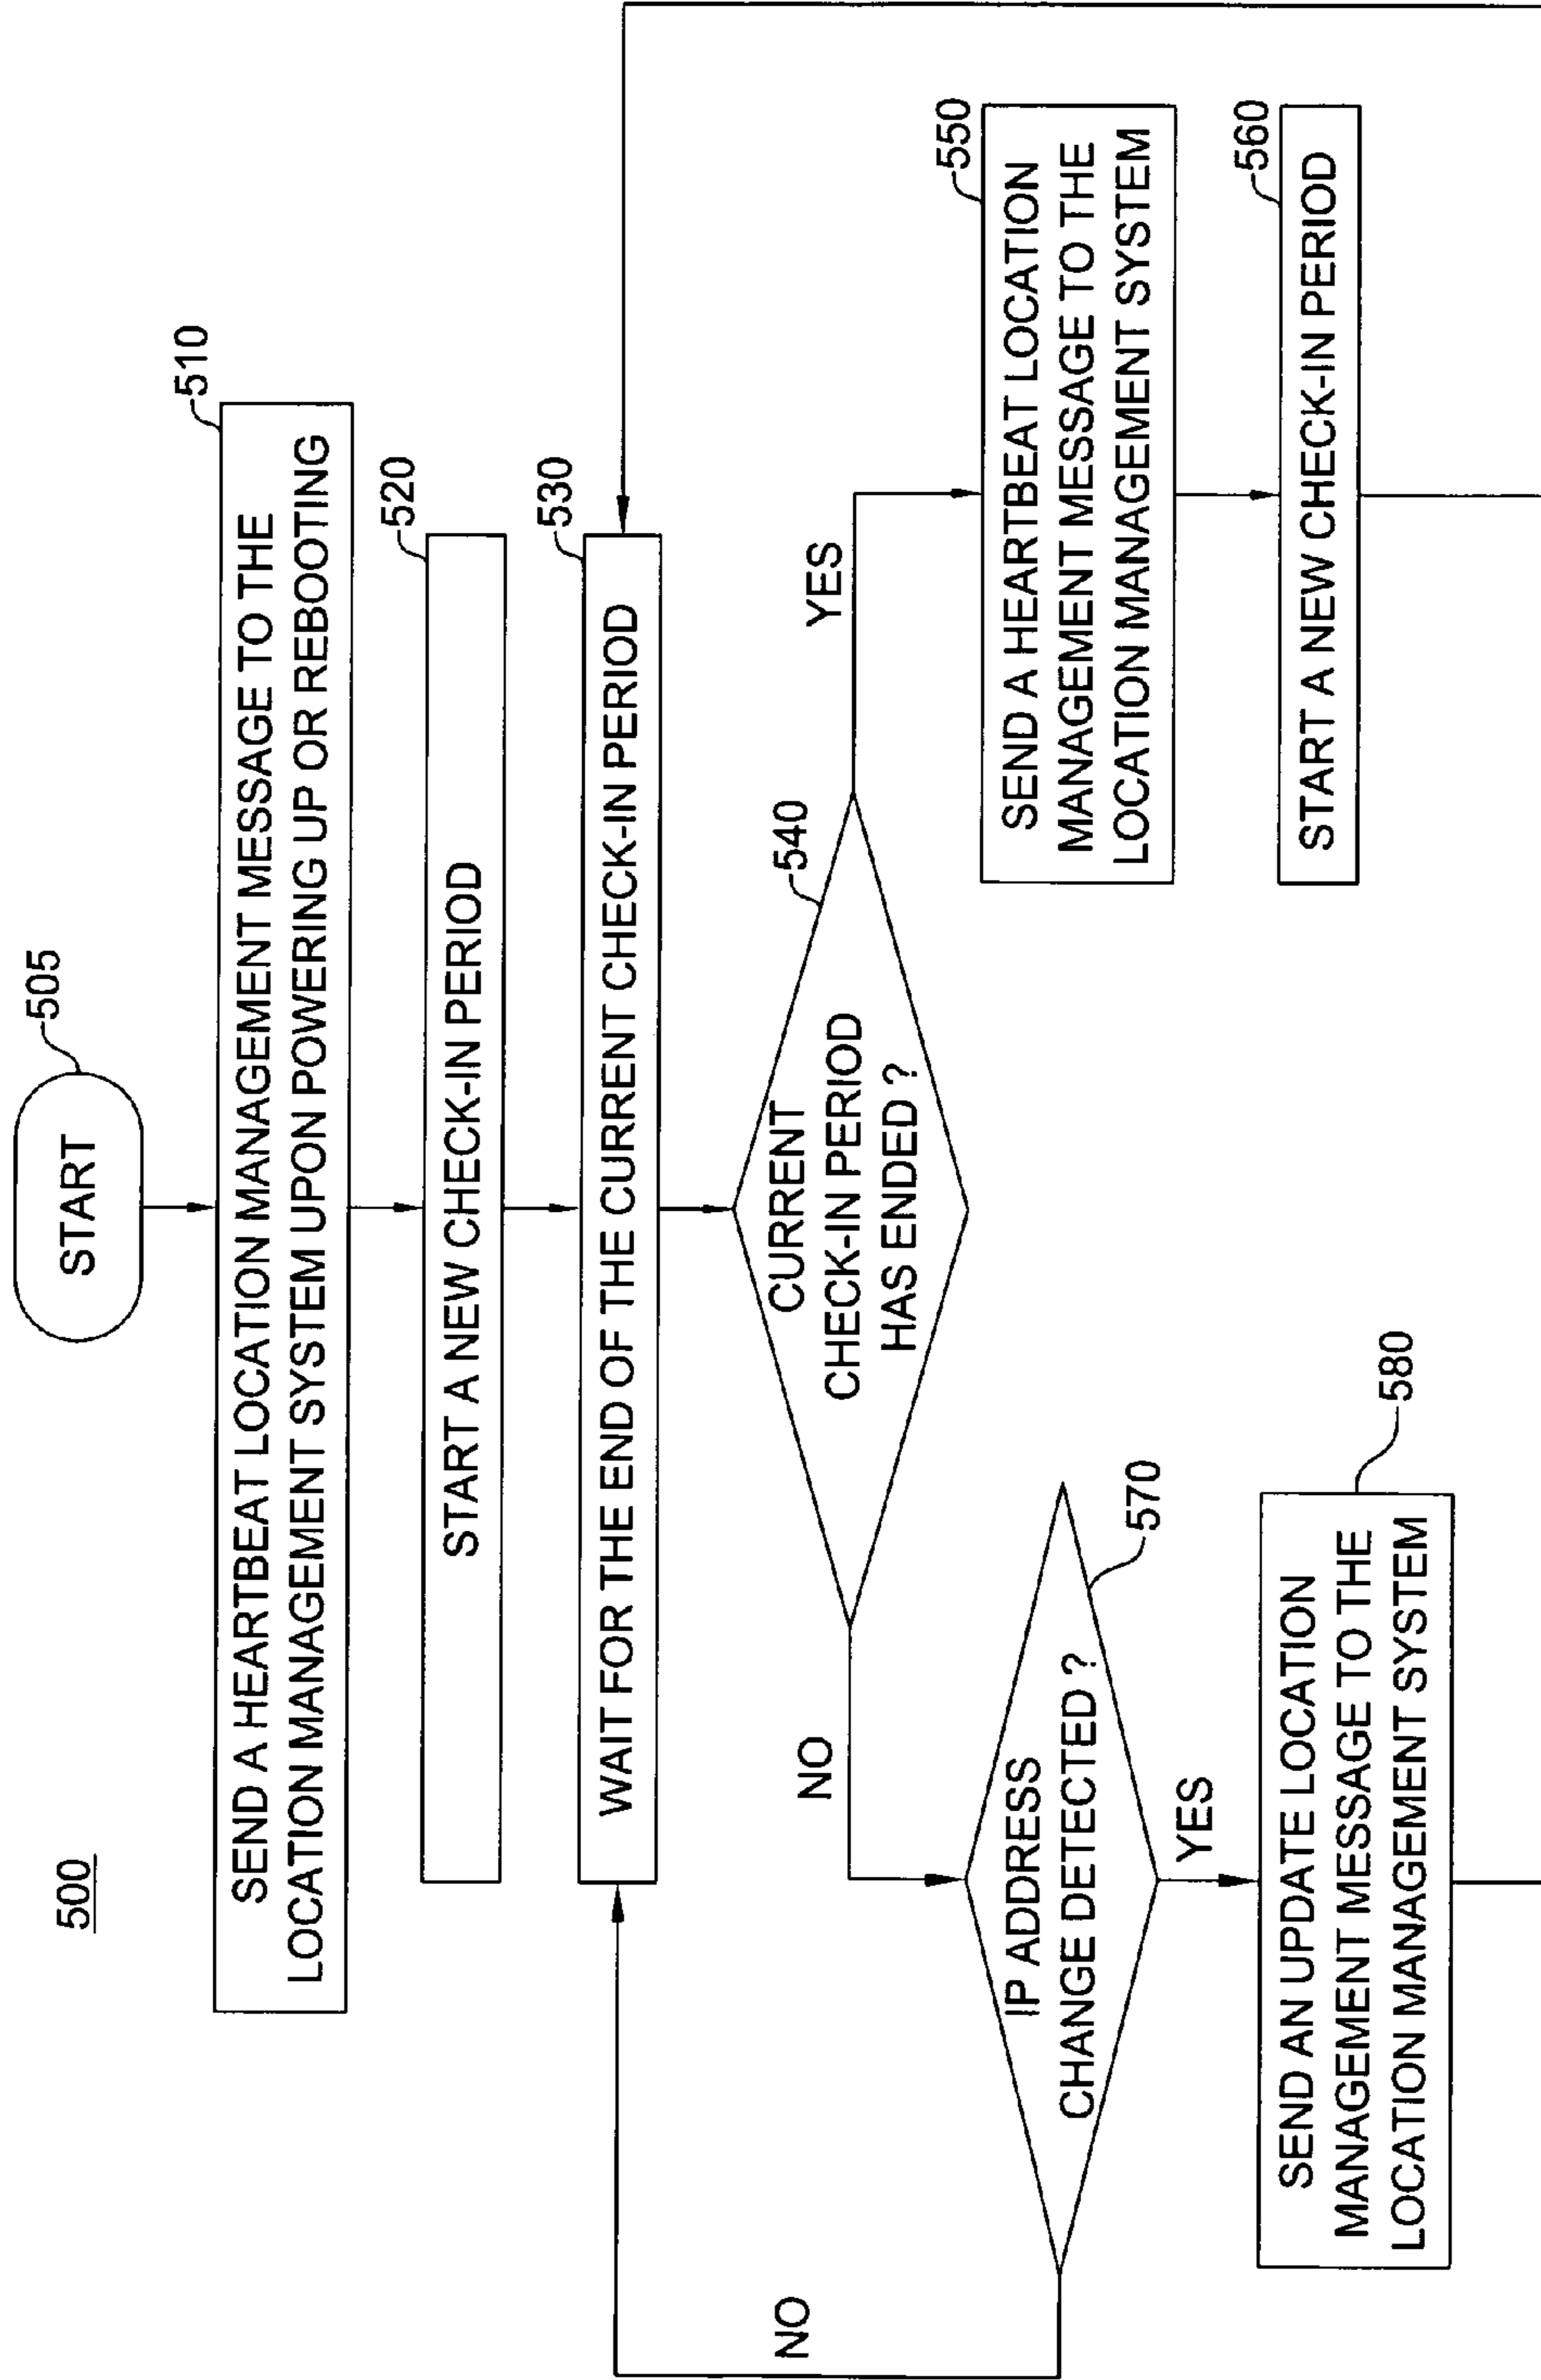 500
START
505
SEND A HEARTBEAT LOCATION MANAGEMENT MESSAGE TO THE
LOCATION MANAGEMENT SYSTEM UPON POWERING UP OR REBOOTING
510
START A NEW CHECK-IN PERIOD
520
WAIT FOR THE END OF THE CURRENT CHECK-IN PERIOD
530
CURRENT
CHECK-IN PERIOD
HAS ENDED ?
540
YES
NO
SEND A HEARTBEAT LOCATION
MANAGEMENT MESSAGE TO THE
LOCATION MANAGEMENT SYSTEM
550
START A NEW CHECK-IN PERIOD
560
IP ADDRESS
CHANGE DETECTED ?
570
NO
YES
SEND AN UPDATE LOCATION
MANAGEMENT MESSAGE TO THE
LOCATION MANAGEMENT SYSTEM
580